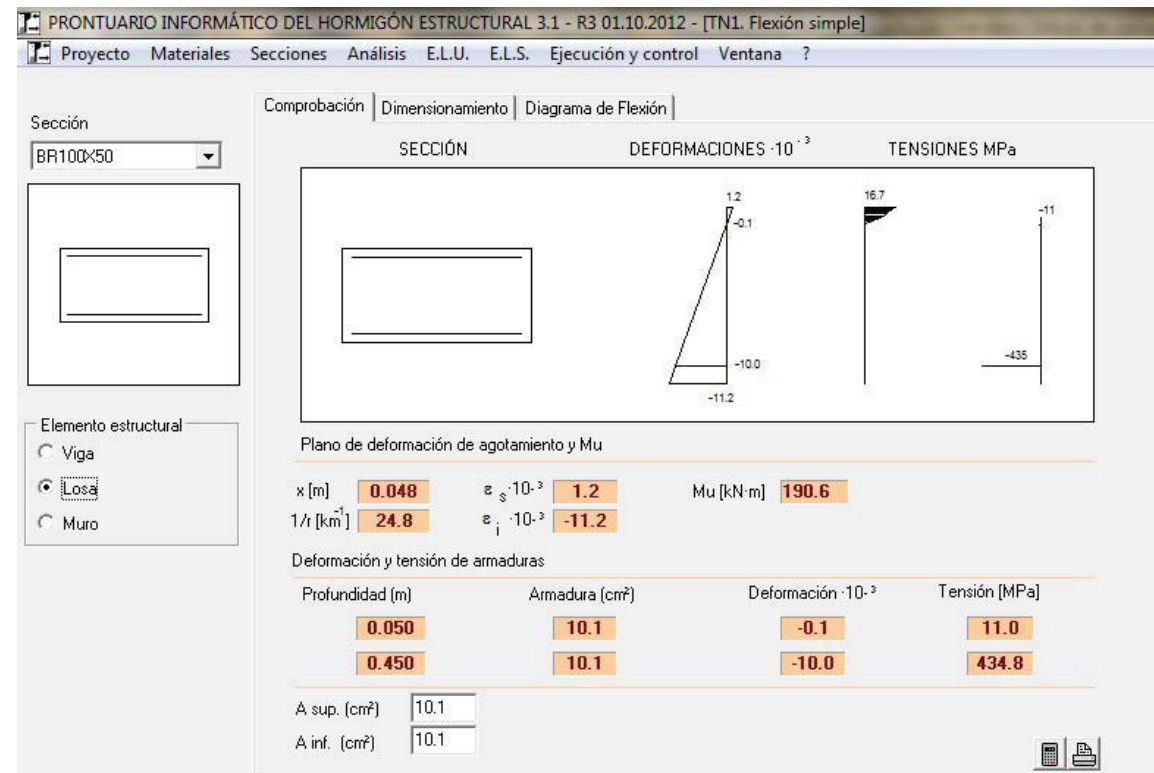 PRONTUARIO INFORMÁTICO DEL HORMIGÓN ESTRUCTURAL 3.1 - R3 01.10.2012 - [TN1. Flexión simple]
Proyecto Materiales Secciones Análisis E.L.U. E.L.S. Ejecución y control Ventana ?
Comprobación Dimensionamiento Diagrama de Flexión
Sección
BR100X50
SECCIÓN DEFORMACIONES ·10⁻³ TENSIONES MPa
1.2 16.7 -11
-0.1
-10.0 -435
-11.2
Elemento estructural
Viga
Losa
Muro
Plano de deformación de agotamiento y Mu
x [m] 0.048 ε s ·10-³ 1.2 Mu [kN·m] 190.6
1/r [km⁻¹] 24.8 ε i ·10-³ -11.2
Deformación y tensión de armaduras
Profundidad (m) Armadura (cm²) Deformación ·10-³ Tensión [MPa]
0.050 10.1 -0.1 11.0
0.450 10.1 -10.0 434.8
A sup. (cm²) 10.1
A inf. (cm²) 10.1